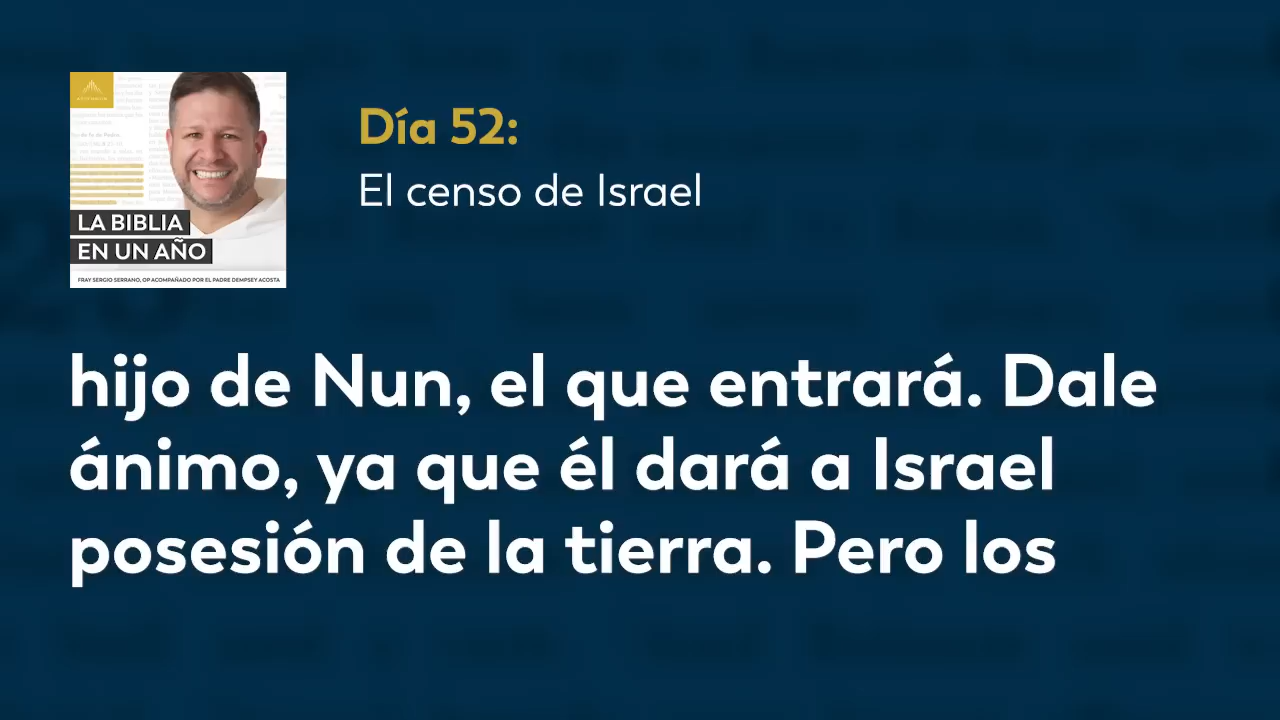 LA BIBLIA
EN UN AÑO
FRAY SERGIO SERRANO, OP ACOMPAÑADO POR EL PADRE DEMPSEY ACOSTA
Día 52:
El censo de Israel
hijo de Nun, el que entrará. Dale
ánimo, ya que él dará a Israel
posesión de la tierra. Pero los